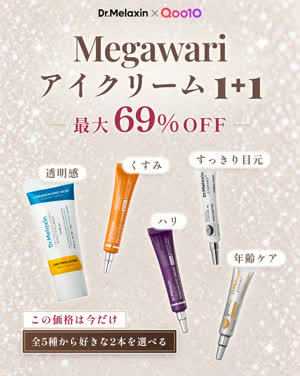 Dr.Melaxin × Qoo10
Megawari
アイクリーム 1+1
最大 69%OFF
透明感
くすみ
すっきり目元
ハリ
年齢ケア
Dr.Melaxin
この価格は今だけ
全5種から好きな2本を選べる